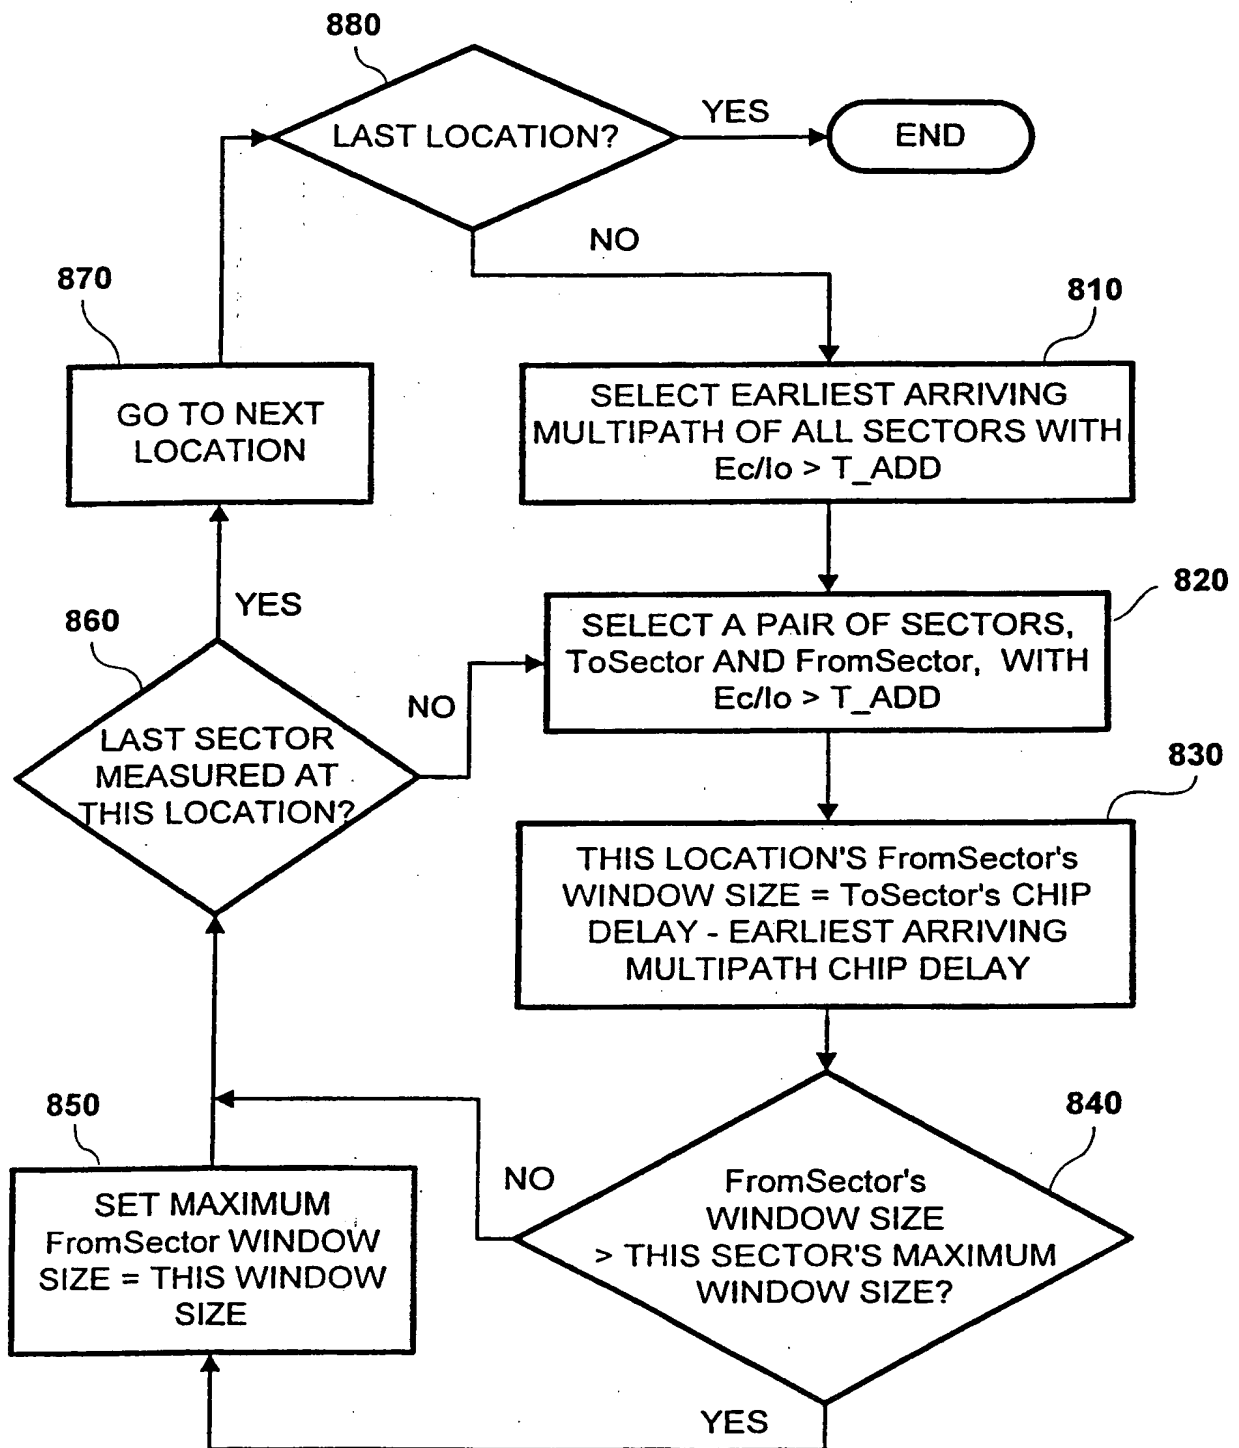 880
LAST LOCATION?
YES
END
NO
870
GO TO NEXT
LOCATION
810
SELECT EARLIEST ARRIVING
MULTIPATH OF ALL SECTORS WITH
Ec/Io > T_ADD
820
SELECT A PAIR OF SECTORS,
ToSector AND FromSector, WITH
Ec/Io > T_ADD
YES
860
LAST SECTOR
MEASURED AT
THIS LOCATION?
NO
830
THIS LOCATION'S FromSector's
WINDOW SIZE = ToSector's CHIP
DELAY - EARLIEST ARRIVING
MULTIPATH CHIP DELAY
840
FromSector's
WINDOW SIZE
> THIS SECTOR'S MAXIMUM
WINDOW SIZE?
NO
850
SET MAXIMUM
FromSector WINDOW
SIZE = THIS WINDOW
SIZE
YES